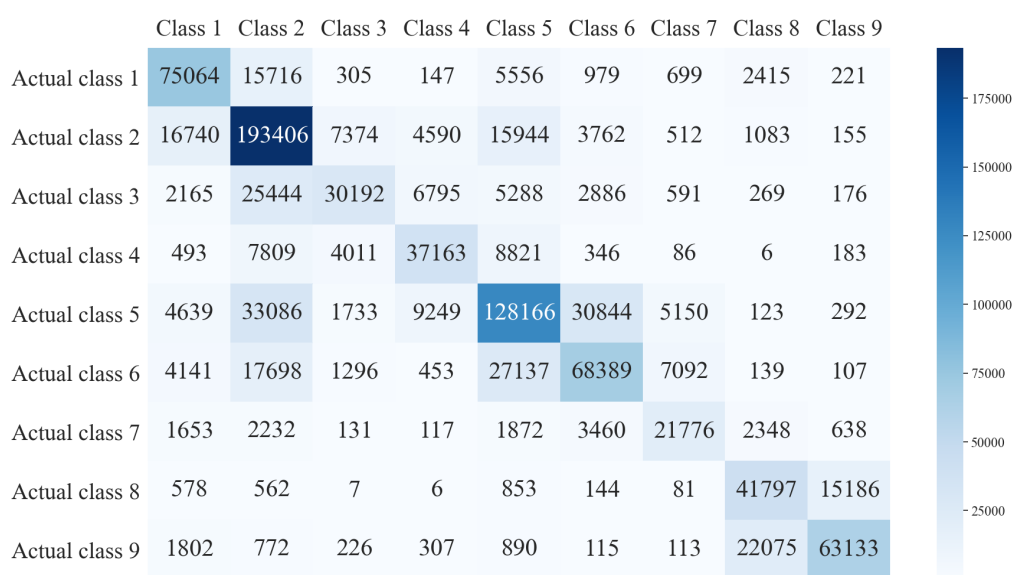 Class 1 Class 2 Class 3 Class 4 Class 5 Class 6 Class 7 Class 8 Class 9
Actual class 1 75064 15716 305 147 5556 979 699 2415 221
Actual class 2 16740 193406 7374 4590 15944 3762 512 1083 155
Actual class 3 2165 25444 30192 6795 5288 2886 591 269 176
Actual class 4 493 7809 4011 37163 8821 346 86 6 183
Actual class 5 4639 33086 1733 9249 128166 30844 5150 123 292
Actual class 6 4141 17698 1296 453 27137 68389 7092 139 107
Actual class 7 1653 2232 131 117 1872 3460 21776 2348 638
Actual class 8 578 562 7 6 853 144 81 41797 15186
Actual class 9 1802 772 226 307 890 115 113 22075 63133
175000
150000
125000
100000
75000
50000
25000